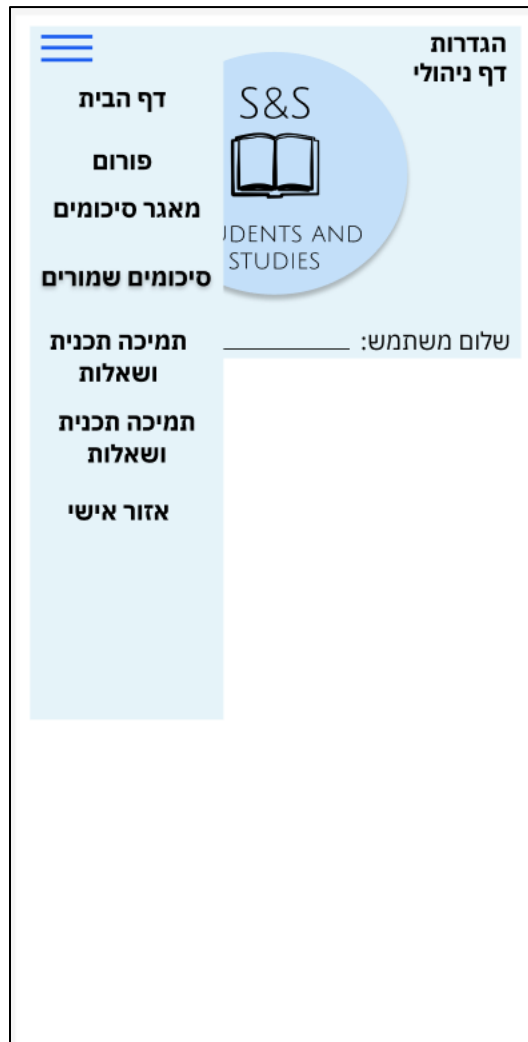 הגדרות
דף ניהולי
S&S
UDENTS AND
STUDIES
שלום משתמש:
דף הבית
פורום
מאגר סיכומים
סיכומים שמורים
תמיכה תכנית
ושאלות
תמיכה תכנית
ושאלות
אזור אישי